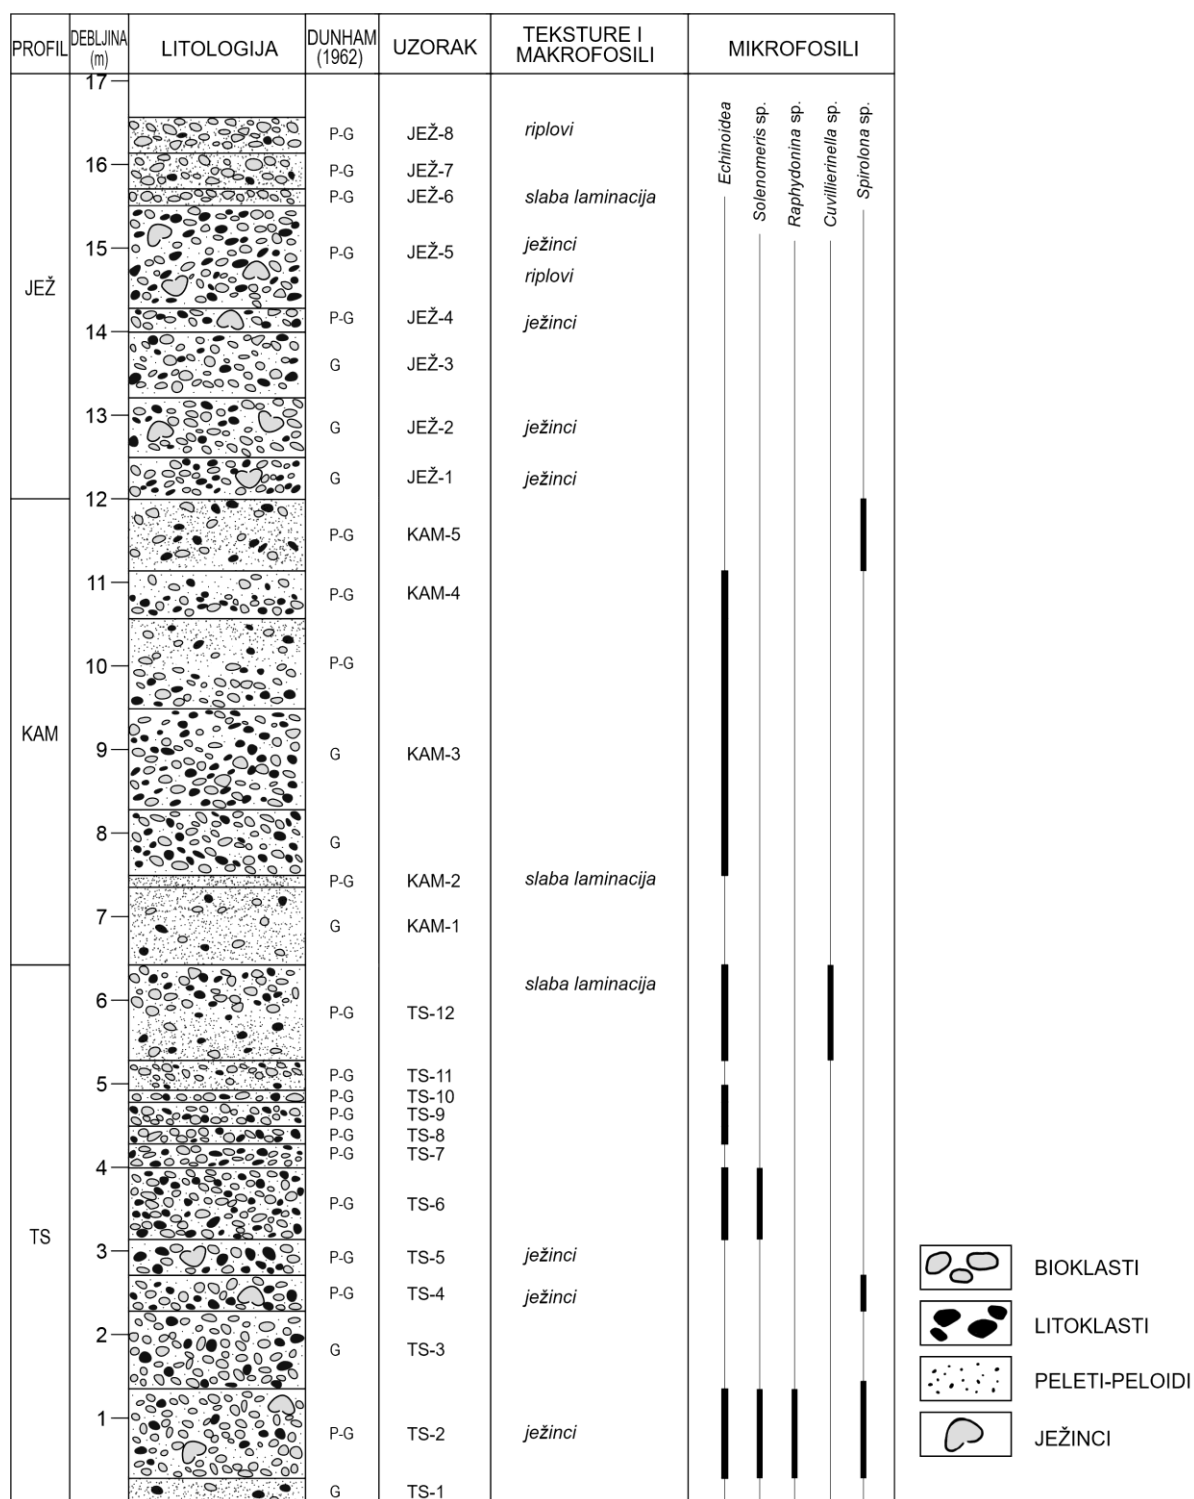 PROFIL DEBLJINA (m) LITOLOGIJA DUNHAM (1962) UZORAK TEKSTURE I MAKROFOSILI MIKROFOSILI
Echinoidea
Solenomeris sp.
Raphydonina sp.
Cuvillierinella sp.
Spirolona sp.
17
P-G JEŽ-8 riplovi
16
P-G JEŽ-7
P-G JEŽ-6 slaba laminacija
15
P-G JEŽ-5 ježinci
riplovi
JEŽ
P-G JEŽ-4 ježinci
14
G JEŽ-3
13
G JEŽ-2 ježinci
G JEŽ-1 ježinci
12
P-G KAM-5
11
P-G KAM-4
10
P-G
KAM
9
G KAM-3
8
G
P-G KAM-2 slaba laminacija
7
G KAM-1
slaba laminacija
6
P-G TS-12
P-G TS-11
5
P-G TS-10
P-G TS-9
P-G TS-8
P-G TS-7
4
P-G TS-6
TS
3
P-G TS-5 ježinci
P-G TS-4 ježinci
2
G TS-3
1
P-G TS-2 ježinci
G TS-1
BIOKLASTI
LITOKLASTI
PELETI-PELOIDI
JEŽINCI